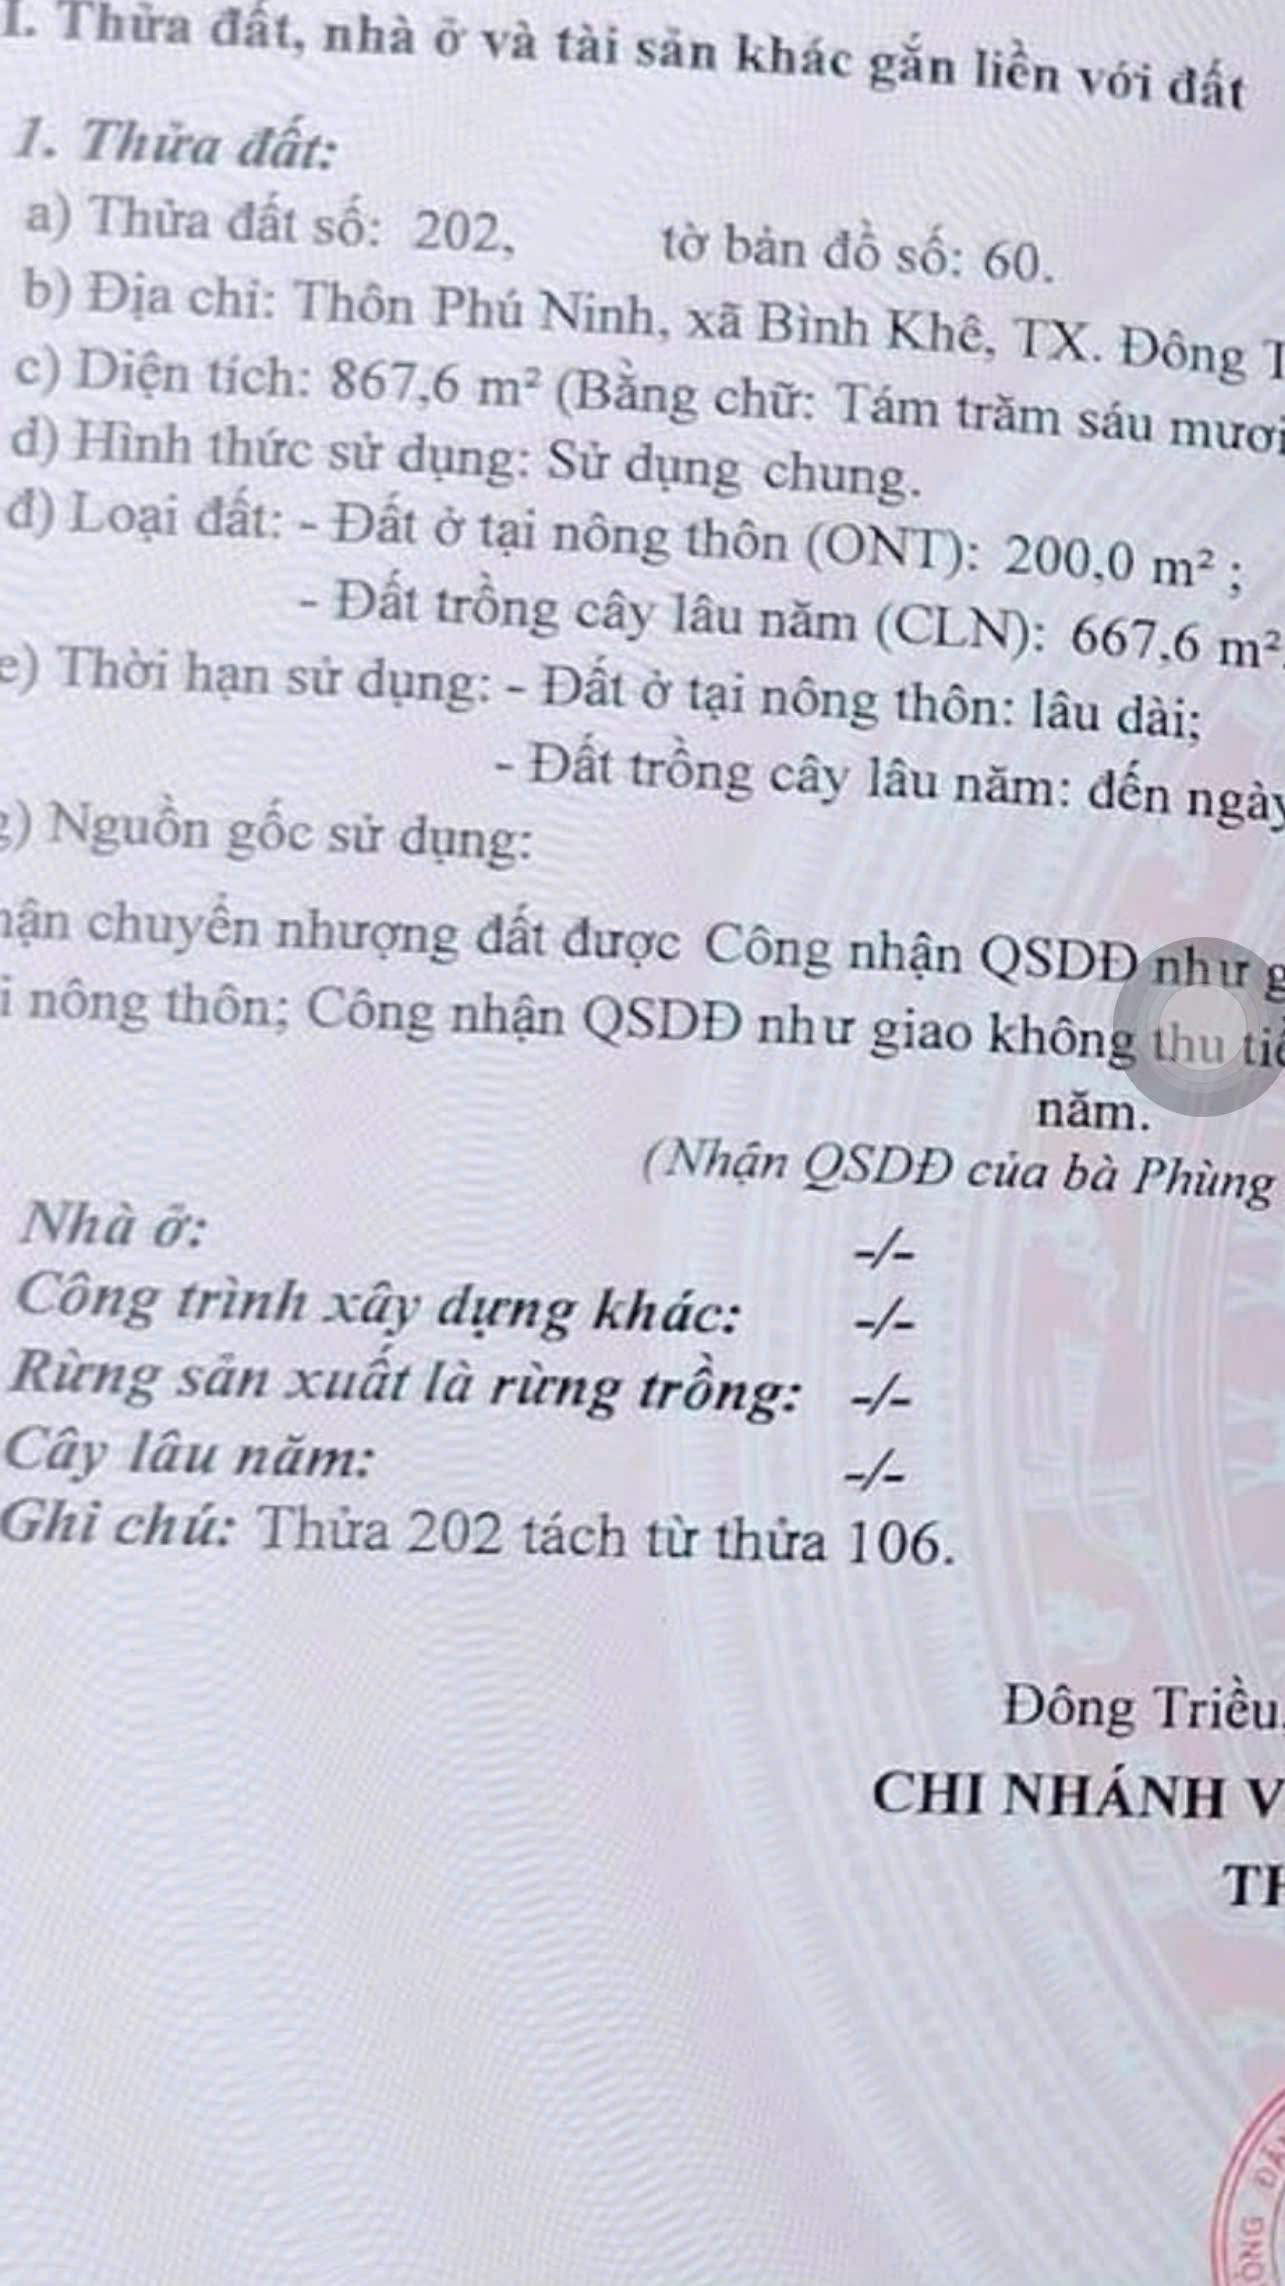 I. Thửa đất, nhà ở và tài sản khác gắn liền với đất
1. Thửa đất:
a) Thửa đất số: 202, tờ bản đồ số: 60.
b) Địa chỉ: Thôn Phú Ninh, xã Bình Khê, TX. Đông T
c) Diện tích: 867,6 m² (Bằng chữ: Tám trăm sáu mươi
d) Hình thức sử dụng: Sử dụng chung.
đ) Loại đất: - Đất ở tại nông thôn (ONT): 200,0 m² ;
- Đất trồng cây lâu năm (CLN): 667,6 m²
e) Thời hạn sử dụng: - Đất ở tại nông thôn: lâu dài;
- Đất trồng cây lâu năm: đến ngày
g) Nguồn gốc sử dụng:
hận chuyển nhượng đất được Công nhận QSDĐ như g
i nông thôn; Công nhận QSDĐ như giao không thu tiề
năm.
(Nhận QSDĐ của bà Phùng
Nhà ở: -/-
Công trình xây dựng khác: -/-
Rừng sản xuất là rừng trồng: -/-
Cây lâu năm: -/-
Ghi chú: Thửa 202 tách từ thửa 106.
Đông Triều,
CHI NHÁNH V
TH